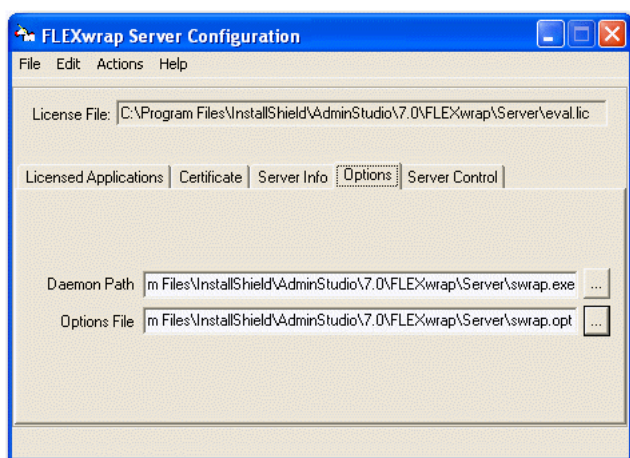 FLEXwrap Server Configuration
File Edit Actions Help
License File: C:\Program Files\InstallShield\AdminStudio\7.0\FLEXwrap\Server\eval.lic
Licensed Applications Certificate Server Info Options Server Control
Daemon Path m Files\InstallShield\AdminStudio\7.0\FLEXwrap\Server\swrap.exe ...
Options File m Files\InstallShield\AdminStudio\7.0\FLEXwrap\Server\swrap.opt ...